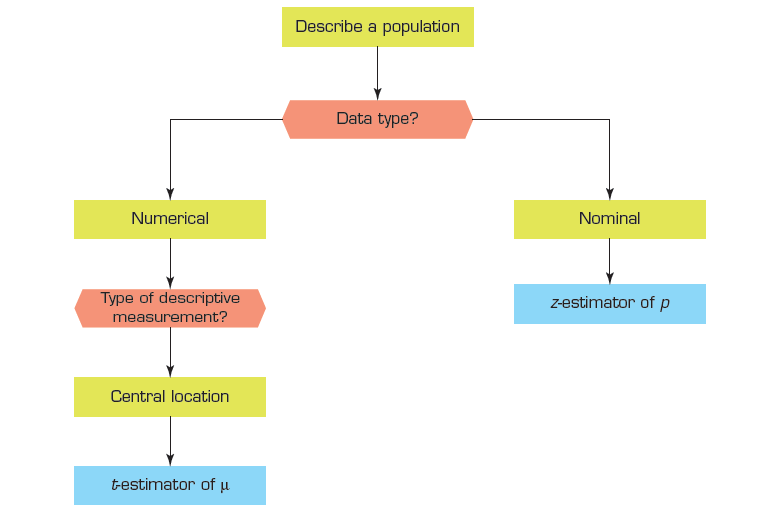 Describe a population
Data type?
Numerical
Nominal
Type of descriptive
measurement?
z-estimator of p
Central location
t-estimator of μ